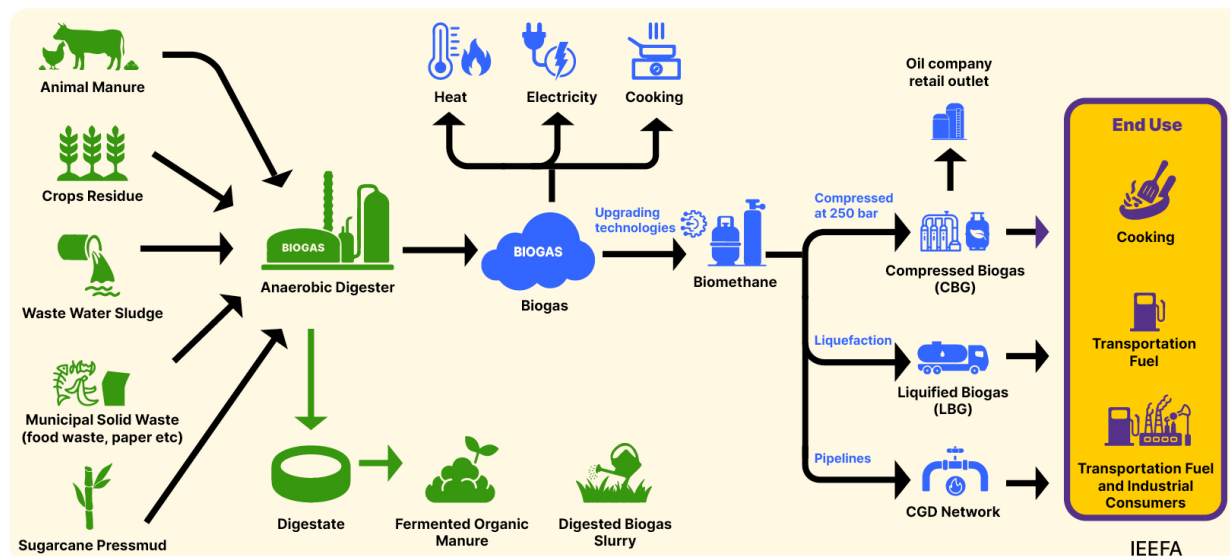 Animal Manure
Crops Residue
Waste Water Sludge
Municipal Solid Waste
(food waste, paper etc)
Sugarcane Pressmud
BIOGAS
Anaerobic Digester
Digestate
Fermented Organic
Manure
Digested Biogas
Slurry
Heat
Electricity
Cooking
BIOGAS
Biogas
Upgrading
technologies
Biomethane
Compressed
at 250 bar
Oil company
retail outlet
Compressed Biogas
(CBG)
Liquefaction
Liquified Biogas
(LBG)
Pipelines
CGD Network
End Use
Cooking
Transportation
Fuel
Transportation Fuel
and Industrial
Consumers
IEEFA